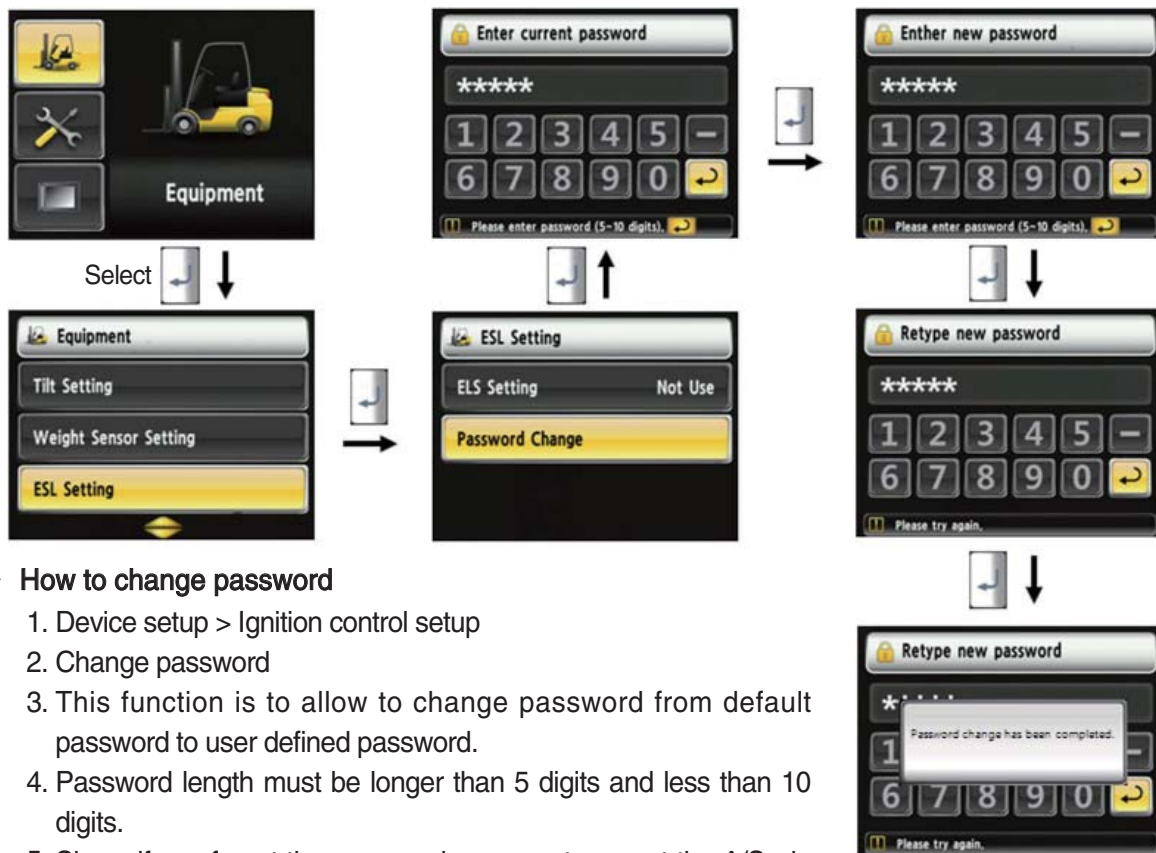 Equipment
Select
Equipment
Tilt Setting
Weight Sensor Setting
ESL Setting
ESL Setting
ELS Setting Not Use
Password Change
Enter current password
*****
1 2 3 4 5 –
6 7 8 9 0
Please enter password (5~10 digits).
Enther new password
*****
1 2 3 4 5 –
6 7 8 9 0
Please enter password (5~10 digits).
Retype new password
*****
1 2 3 4 5 –
6 7 8 9 0
Please try again.
Retype new password
Password change has been completed.
1 –
6 7 8 9 0
Please try again.
How to change password
1. Device setup > Ignition control setup
2. Change password
3. This function is to allow to change password from default
password to user defined password.
4. Password length must be longer than 5 digits and less than 10
digits.